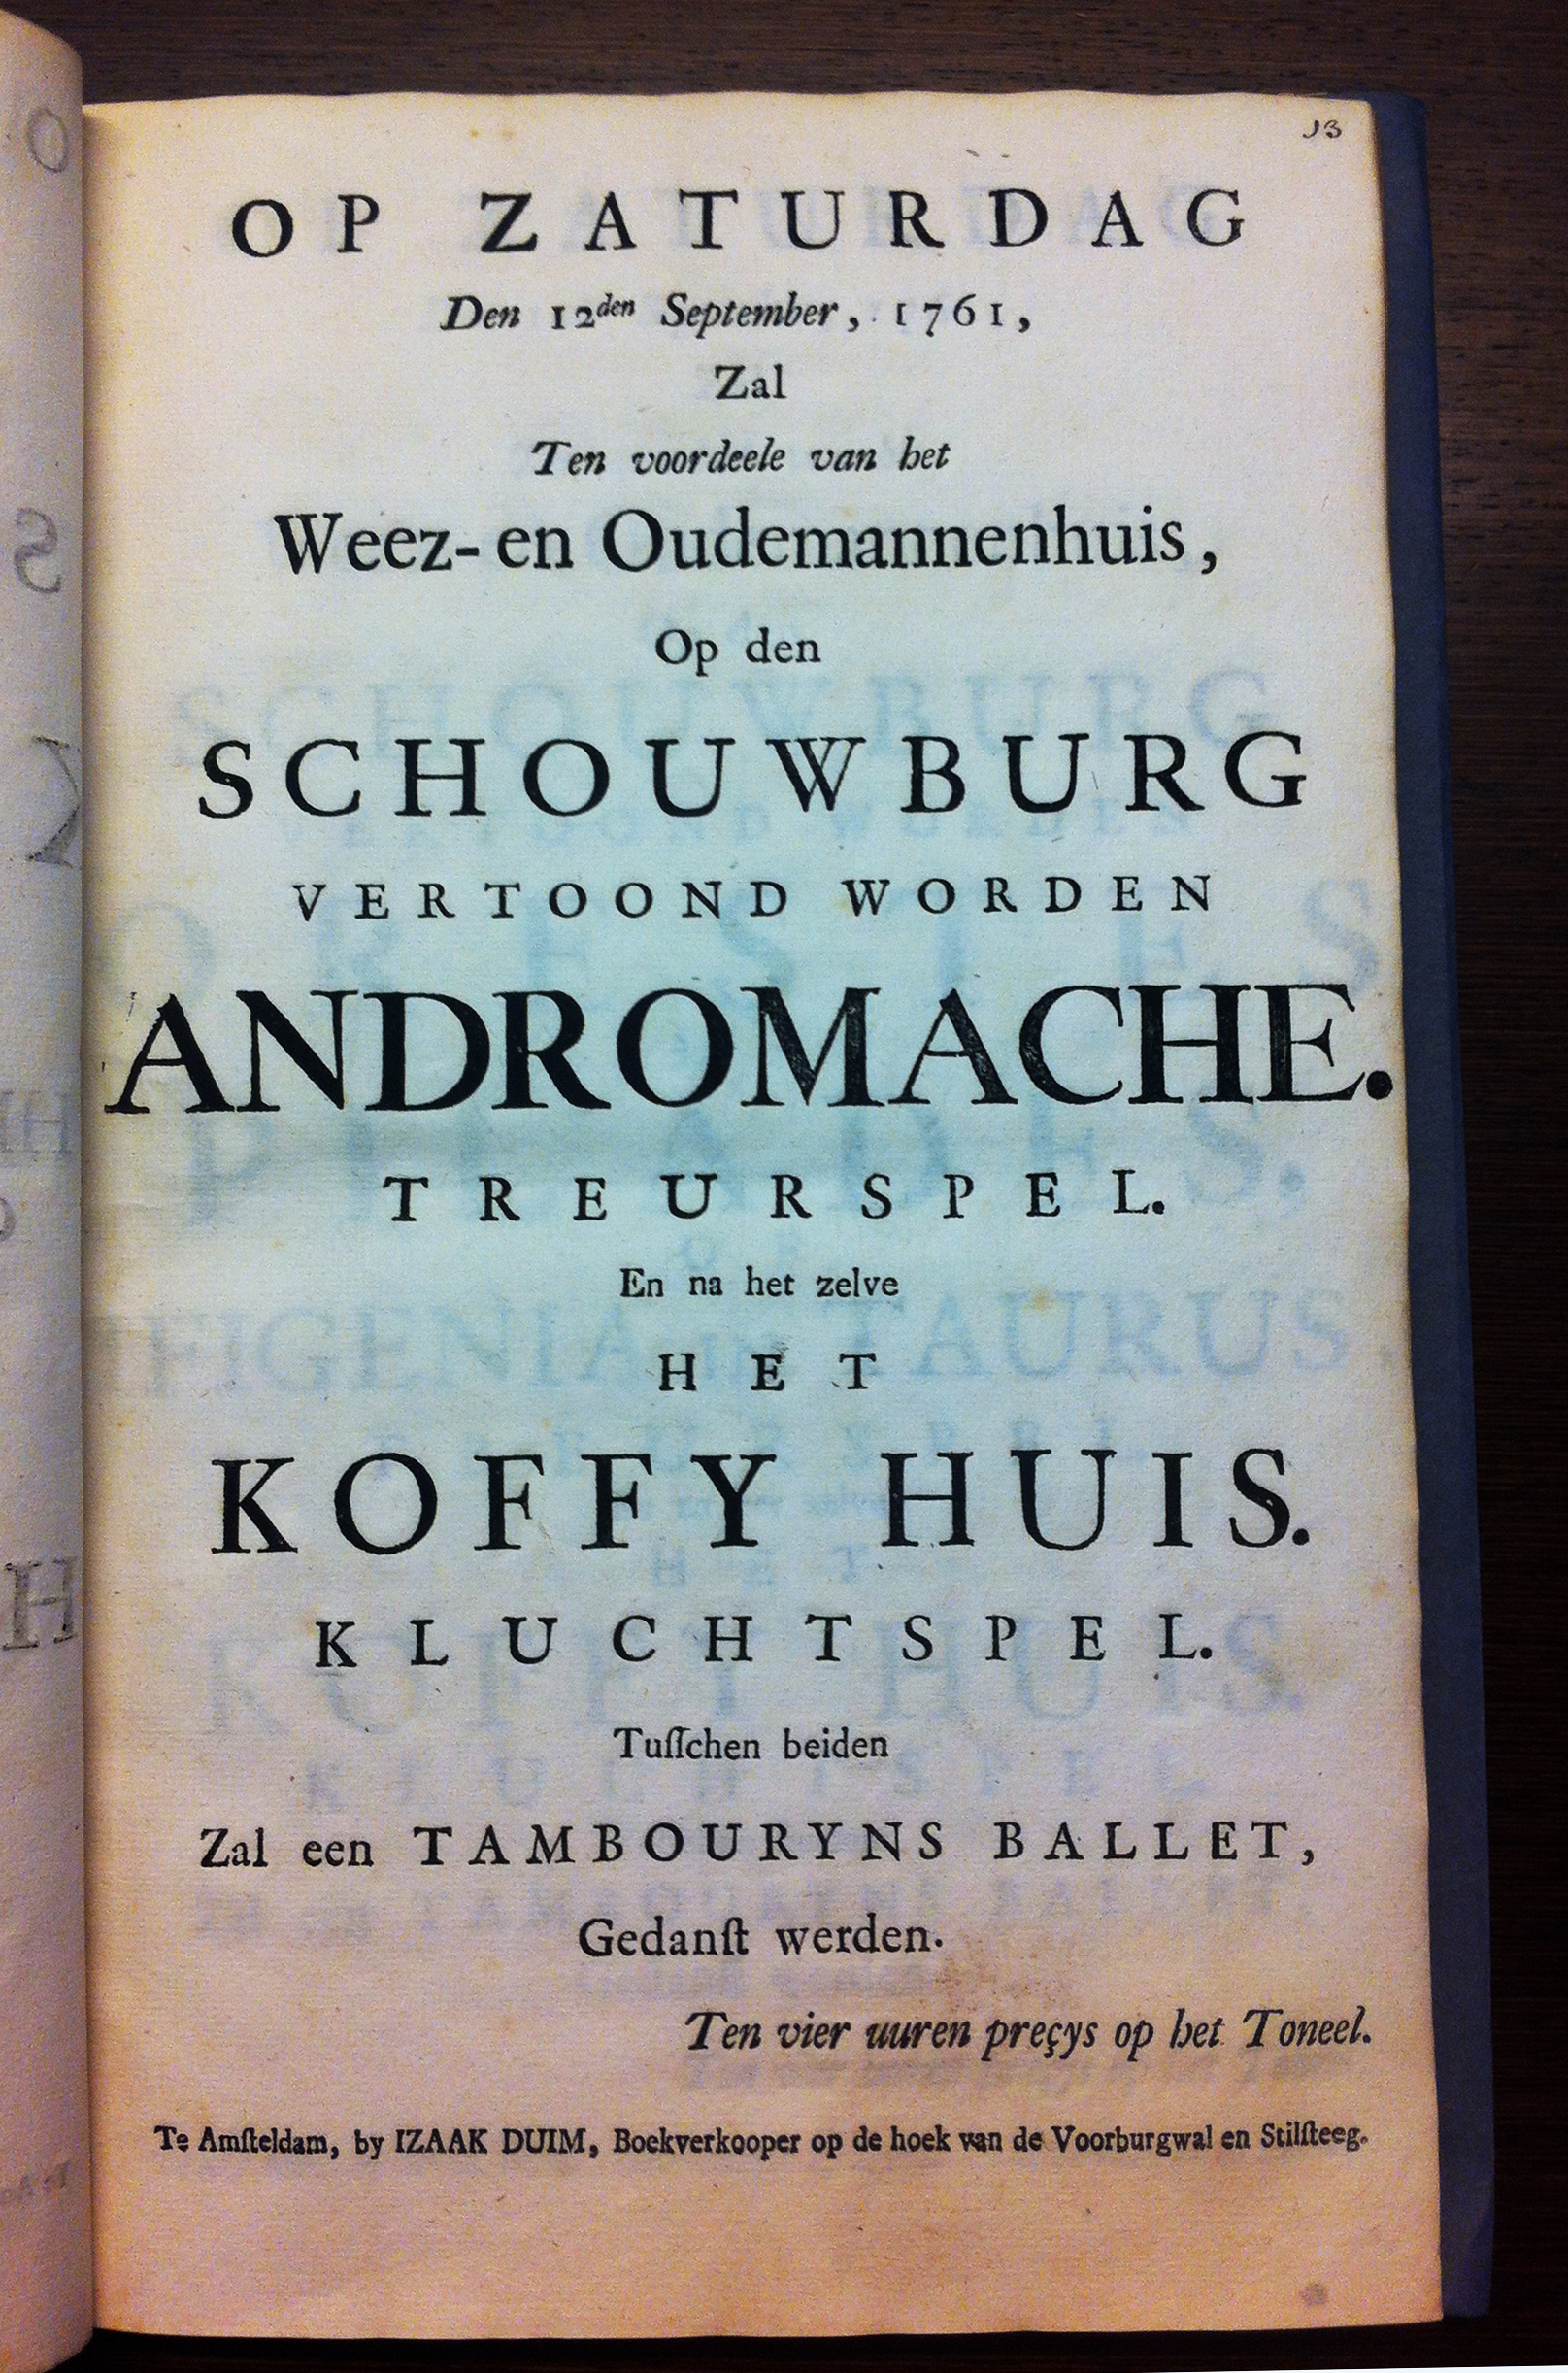 13
OP ZATURDAG
Den 12den September, 1761,
Zal
Ten voordeele van het
Weez- en Oudemannenhuis,
Op den
SCHOUWBURG
VERTOOND WORDEN
ANDROMACHE.
TREURSPEL.
En na het zelve
HET
KOFFY HUIS.
KLUCHTSPEL.
Tuſſchen beiden
Zal een TAMBOURYNS BALLET,
Gedanſt werden.
Ten vier uuren preçys op het Toneel.
Te Amſteldam, by IZAAK DUIM, Boekverkooper op de hoek van de Voorburgwal en Stilſteeg.